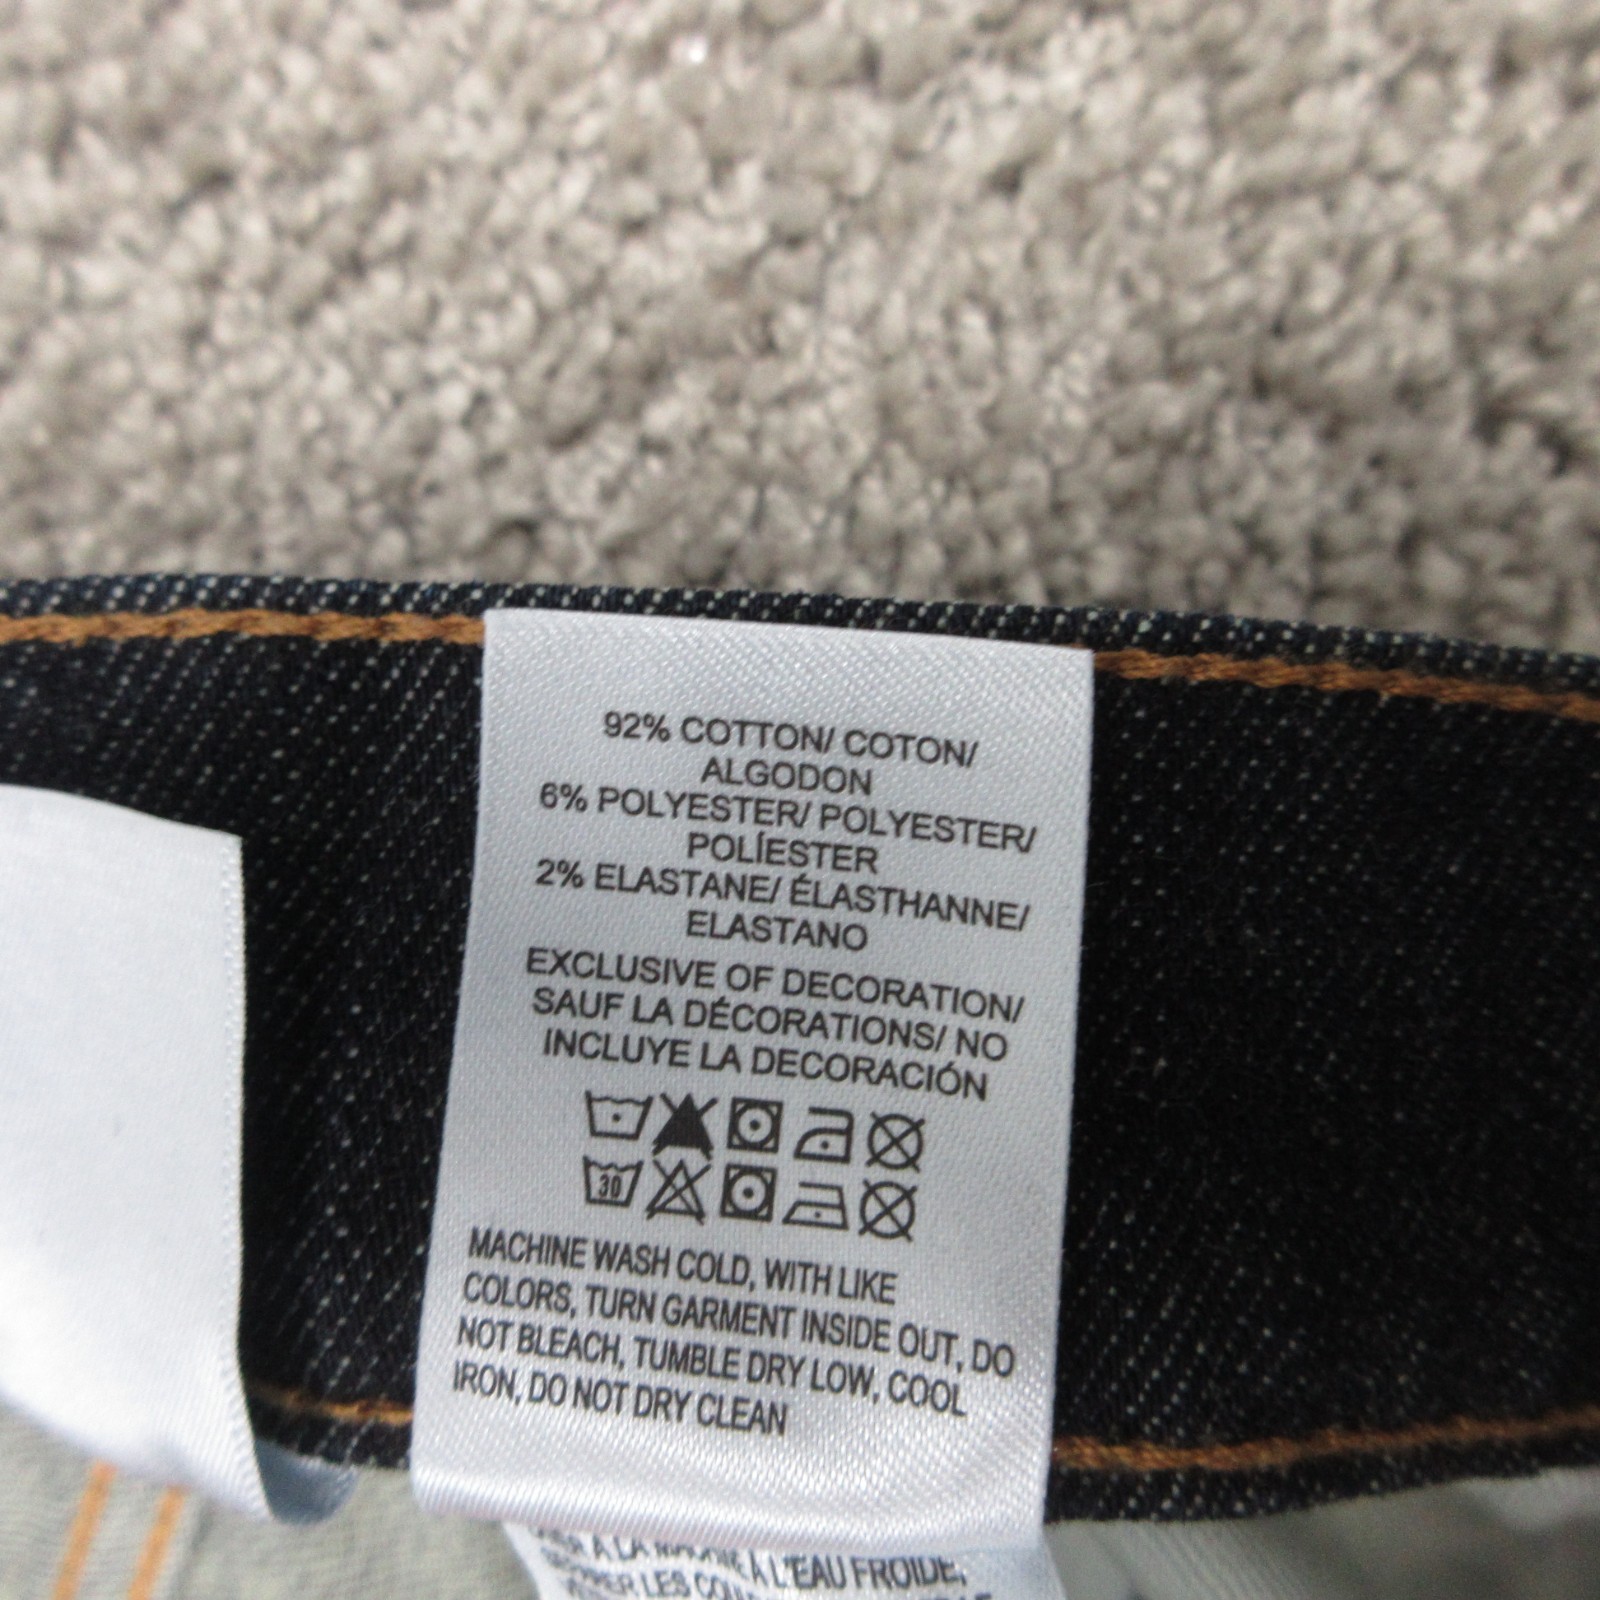 92% COTTON/ COTON/
ALGODON
6% POLYESTER/ POLYESTER/
POLÍESTER
2% ELASTANE/ ÉLASTHANNE/
ELASTANO
EXCLUSIVE OF DECORATION/
SAUF LA DÉCORATIONS/ NO
INCLUYE LA DECORACIÓN
30
MACHINE WASH COLD, WITH LIKE
COLORS, TURN GARMENT INSIDE OUT, DO
NOT BLEACH, TUMBLE DRY LOW, COOL
IRON, DO NOT DRY CLEAN
A LA À L'EAU FROIDE,
LES